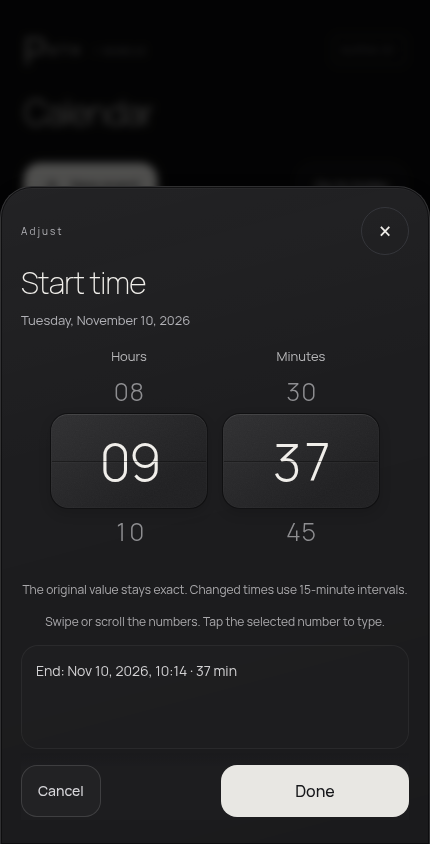 Calendar
Adjust
Start time
Tuesday, November 10, 2026
Hours
Minutes
08
30
09
37
10
45
The original value stays exact. Changed times use 15-minute intervals.
Swipe or scroll the numbers. Tap the selected number to type.
End: Nov 10, 2026, 10:14 · 37 min
Cancel
Done